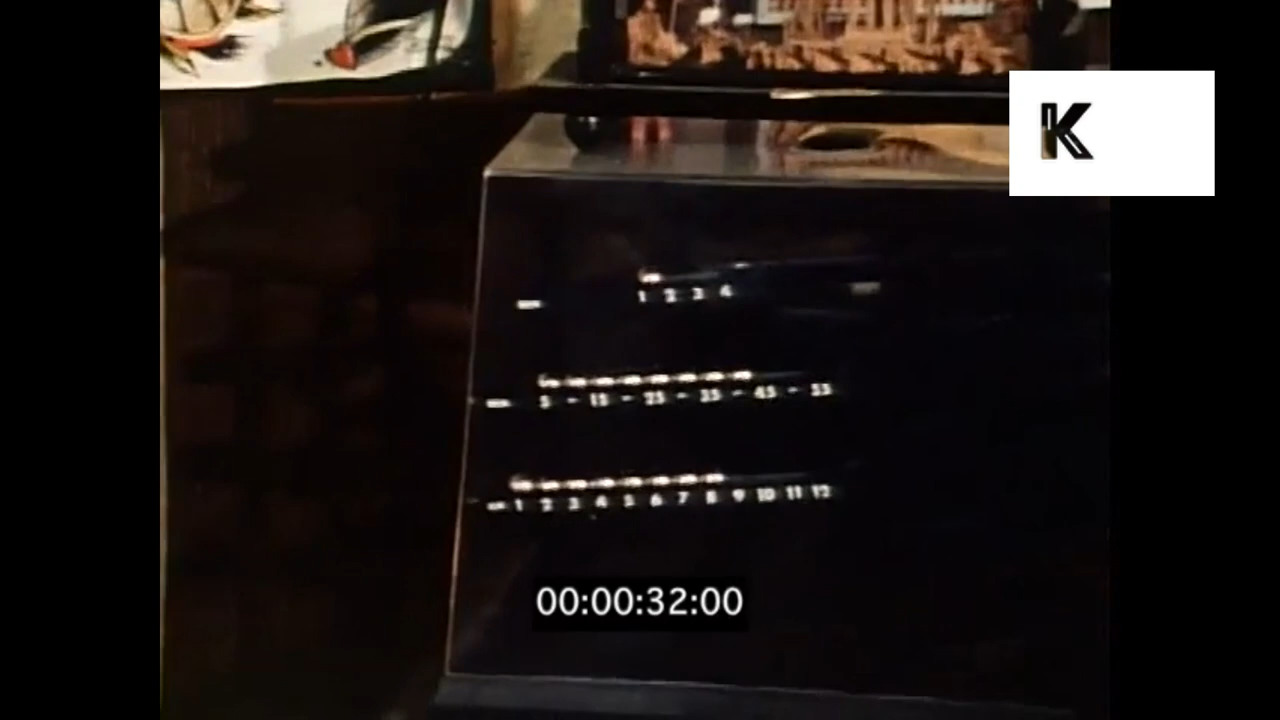 K
1 2 3 4
5 - 15 - 25 - 35 - 45 - 55
1 2 3 4 5 6 7 8 9 10 11 12
00:00:32:00